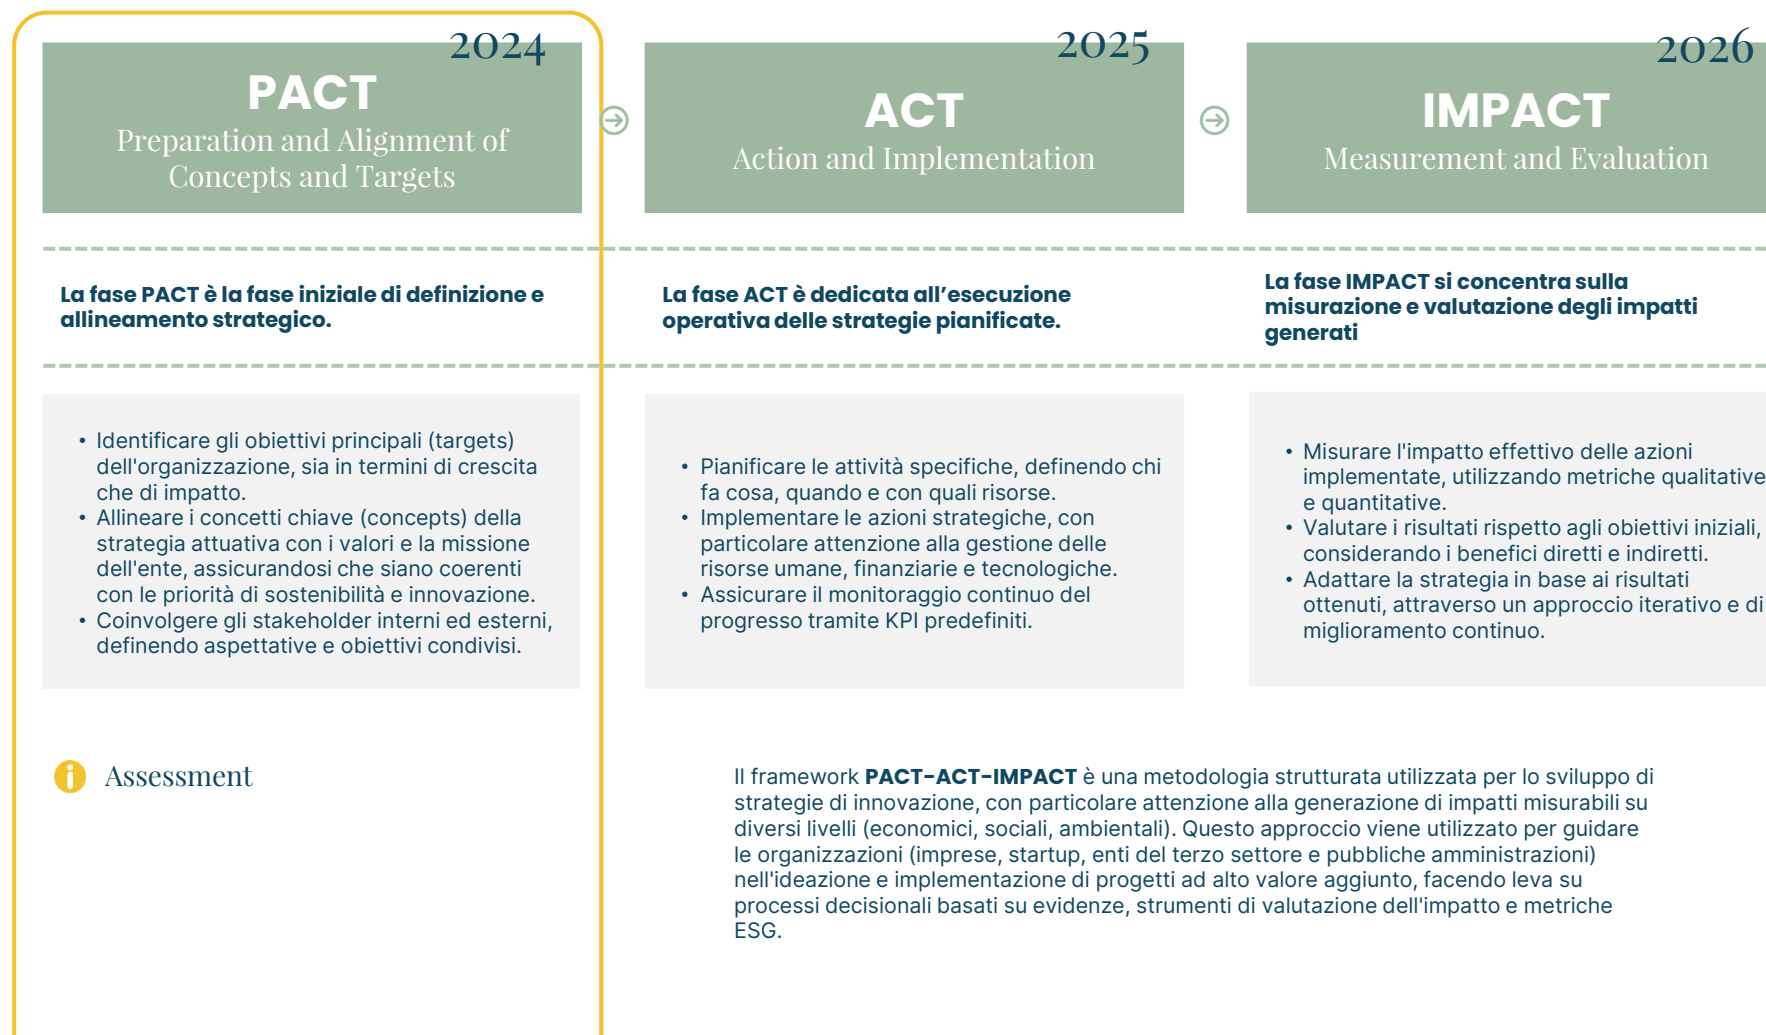 2024
PACT
Preparation and Alignment of
Concepts and Targets
La fase PACT è la fase iniziale di definizione e
allineamento strategico.
• Identificare gli obiettivi principali (targets)
dell'organizzazione, sia in termini di crescita
che di impatto.
• Allineare i concetti chiave (concepts) della
strategia attuativa con i valori e la missione
dell'ente, assicurandosi che siano coerenti
con le priorità di sostenibilità e innovazione.
• Coinvolgere gli stakeholder interni ed esterni,
definendo aspettative e obiettivi condivisi.
Assessment
2025
ACT
Action and Implementation
La fase ACT è dedicata all’esecuzione
operativa delle strategie pianificate.
• Pianificare le attività specifiche, definendo chi
fa cosa, quando e con quali risorse.
• Implementare le azioni strategiche, con
particolare attenzione alla gestione delle
risorse umane, finanziarie e tecnologiche.
• Assicurare il monitoraggio continuo del
progresso tramite KPI predefiniti.
2026
IMPACT
Measurement and Evaluation
La fase IMPACT si concentra sulla
misurazione e valutazione degli impatti
generati
• Misurare l'impatto effettivo delle azioni
implementate, utilizzando metriche qualitative
e quantitative.
• Valutare i risultati rispetto agli obiettivi iniziali,
considerando i benefici diretti e indiretti.
• Adattare la strategia in base ai risultati
ottenuti, attraverso un approccio iterativo e di
miglioramento continuo.
Il framework PACT-ACT-IMPACT è una metodologia strutturata utilizzata per lo sviluppo di
strategie di innovazione, con particolare attenzione alla generazione di impatti misurabili su
diversi livelli (economici, sociali, ambientali). Questo approccio viene utilizzato per guidare
le organizzazioni (imprese, startup, enti del terzo settore e pubbliche amministrazioni)
nell'ideazione e implementazione di progetti ad alto valore aggiunto, facendo leva su
processi decisionali basati su evidenze, strumenti di valutazione dell'impatto e metriche
ESG.